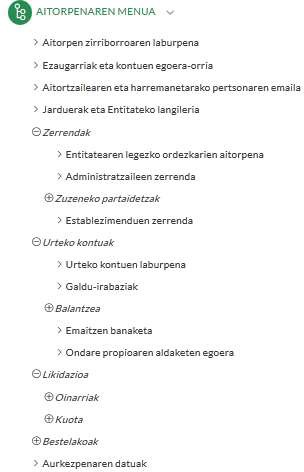 AITORPENAREN MENUA
Aitorpen zirriborroaren laburpena
Ezaugarriak eta kontuen egoera-orria
Aitortzailearen eta harremanetarako pertsonaren emaila
Jarduerak eta Entitateko langileria
Zerrendak
Entitatearen legezko ordezkarien aitorpena
Administratzaileen zerrenda
Zuzeneko partaidetzak
Establezimenduen zerrenda
Urteko kontuak
Urteko kontuen laburpena
Galdu-irabaziak
Balantzea
Emaitzen banaketa
Ondare propioaren aldaketen egoera
Likidazioa
Oinarriak
Kuota
Bestelakoak
Aurkezpenaren datuak